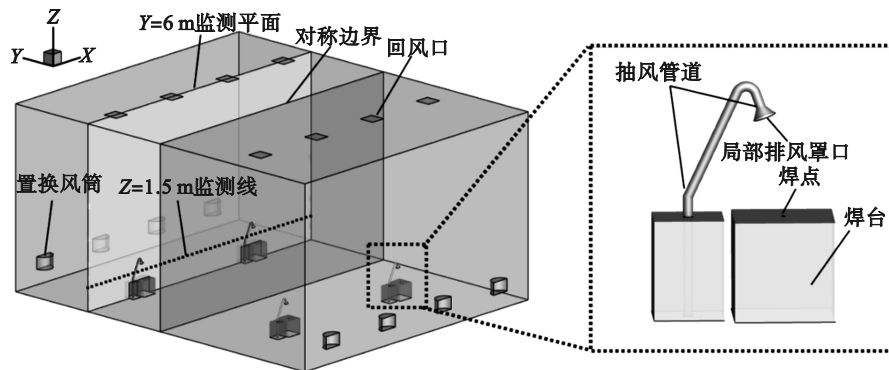 Z
Y
X
Y=6 m监测平面
对称边界
回风口
置换风筒
Z=1.5 m监测线
抽风管道
局部排风罩口
焊点
焊台